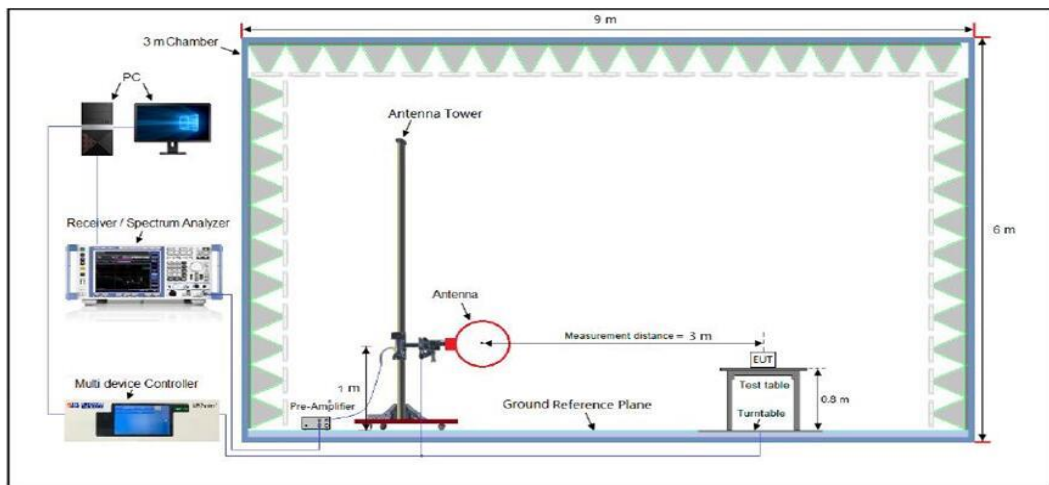 9 m
3 m Chamber
PC
Antenna Tower
Receiver / Spectrum Analyzer
6 m
Antenna
Measurement distance = 3 m
EUT
1 m
Multi device Controller
Test table
0.8 m
Pre-Amplifier
Ground Reference Plane
Turntable